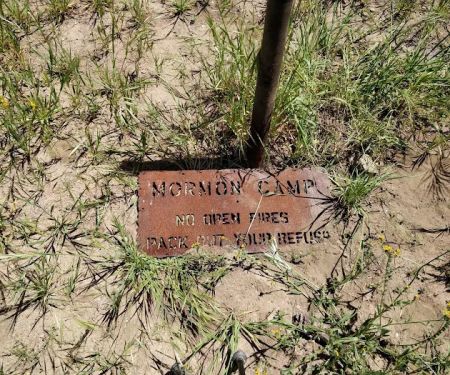 MORMON CAMP
NO OPEN FIRES
PACK OUT YOUR REFUSE